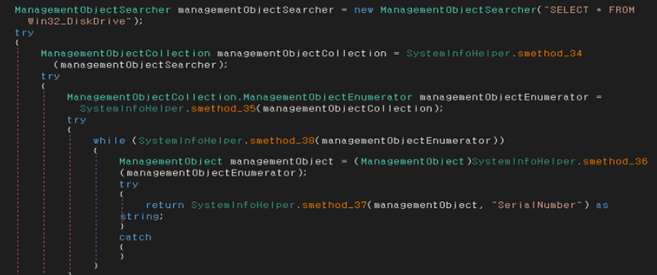 ManagementObjectSearcher managementObjectSearcher = new ManagementObjectSearcher("SELECT * FROM
Win32_DiskDrive");
try
{
ManagementObjectCollection managementObjectCollection = SystemInfoHelper.smethod_34
(managementObjectSearcher);
try
{
ManagementObjectCollection.ManagementObjectEnumerator managementObjectEnumerator =
SystemInfoHelper.smethod_35(managementObjectCollection);
try
{
while (SystemInfoHelper.smethod_38(managementObjectEnumerator))
{
ManagementObject managementObject = (ManagementObject)SystemInfoHelper.smethod_36
(managementObjectEnumerator);
try
{
return SystemInfoHelper.smethod_37(managementObject, "SerialNumber") as
string;
}
catch
{
}
}
}